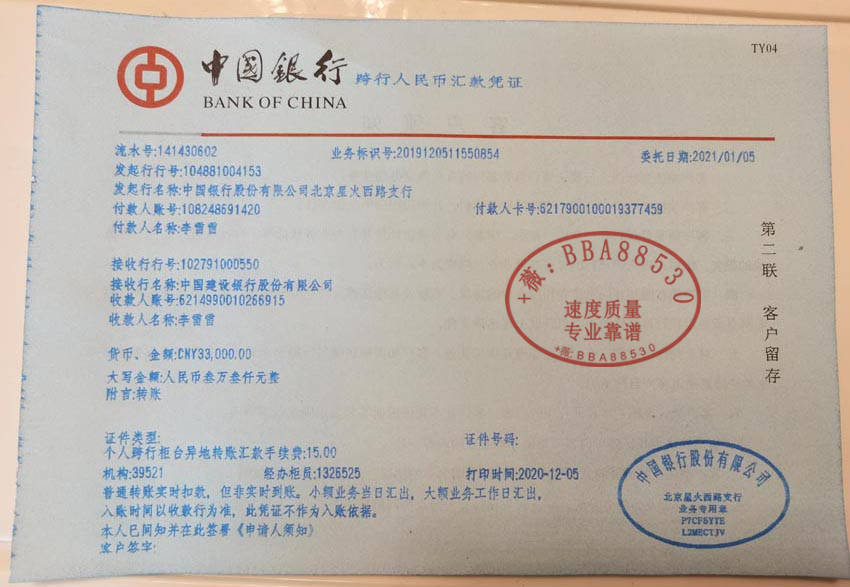 TY04
中国銀行 跨行人民币汇款凭证
BANK OF CHINA
流水号:141430602 业务标识号:2019120511550854 委托日期:2021/01/05
发起行行号:104881004153
发起行名称:中国银行股份有限公司北京星火西路支行
付款人账号:108248691420 付款人卡号:6217900100019377459
付款人名称:李雷雷
接收行行号:102791000550
接收行名称:中国建设银行股份有限公司
收款人账号:6214990010266915
收款人名称:李雷雷
货币、金额:CNY33,000.00
大写金额:人民币叁万叁仟元整
附言:转账
第二联 客户留存
+薇:BBA88530
速度质量
专业靠谱
+薇:BBA88530
证件类型: 证件号码:
个人跨行柜台异地转账汇款手续费:15.00
机构:39521 经办柜员:1326525 打印时间:2020-12-05
普通转账实时扣款，但非实时到账。小额业务当日汇出，大额业务工作日汇出，
入账时间以收款行为准，此凭证不作为入账依据。
本人已同知并在此签署《申请人须知》
客户签字:
中国银行股份有限公司
北京星火西路支行
业务专用章
P7CF5YTE
L2MECTJV